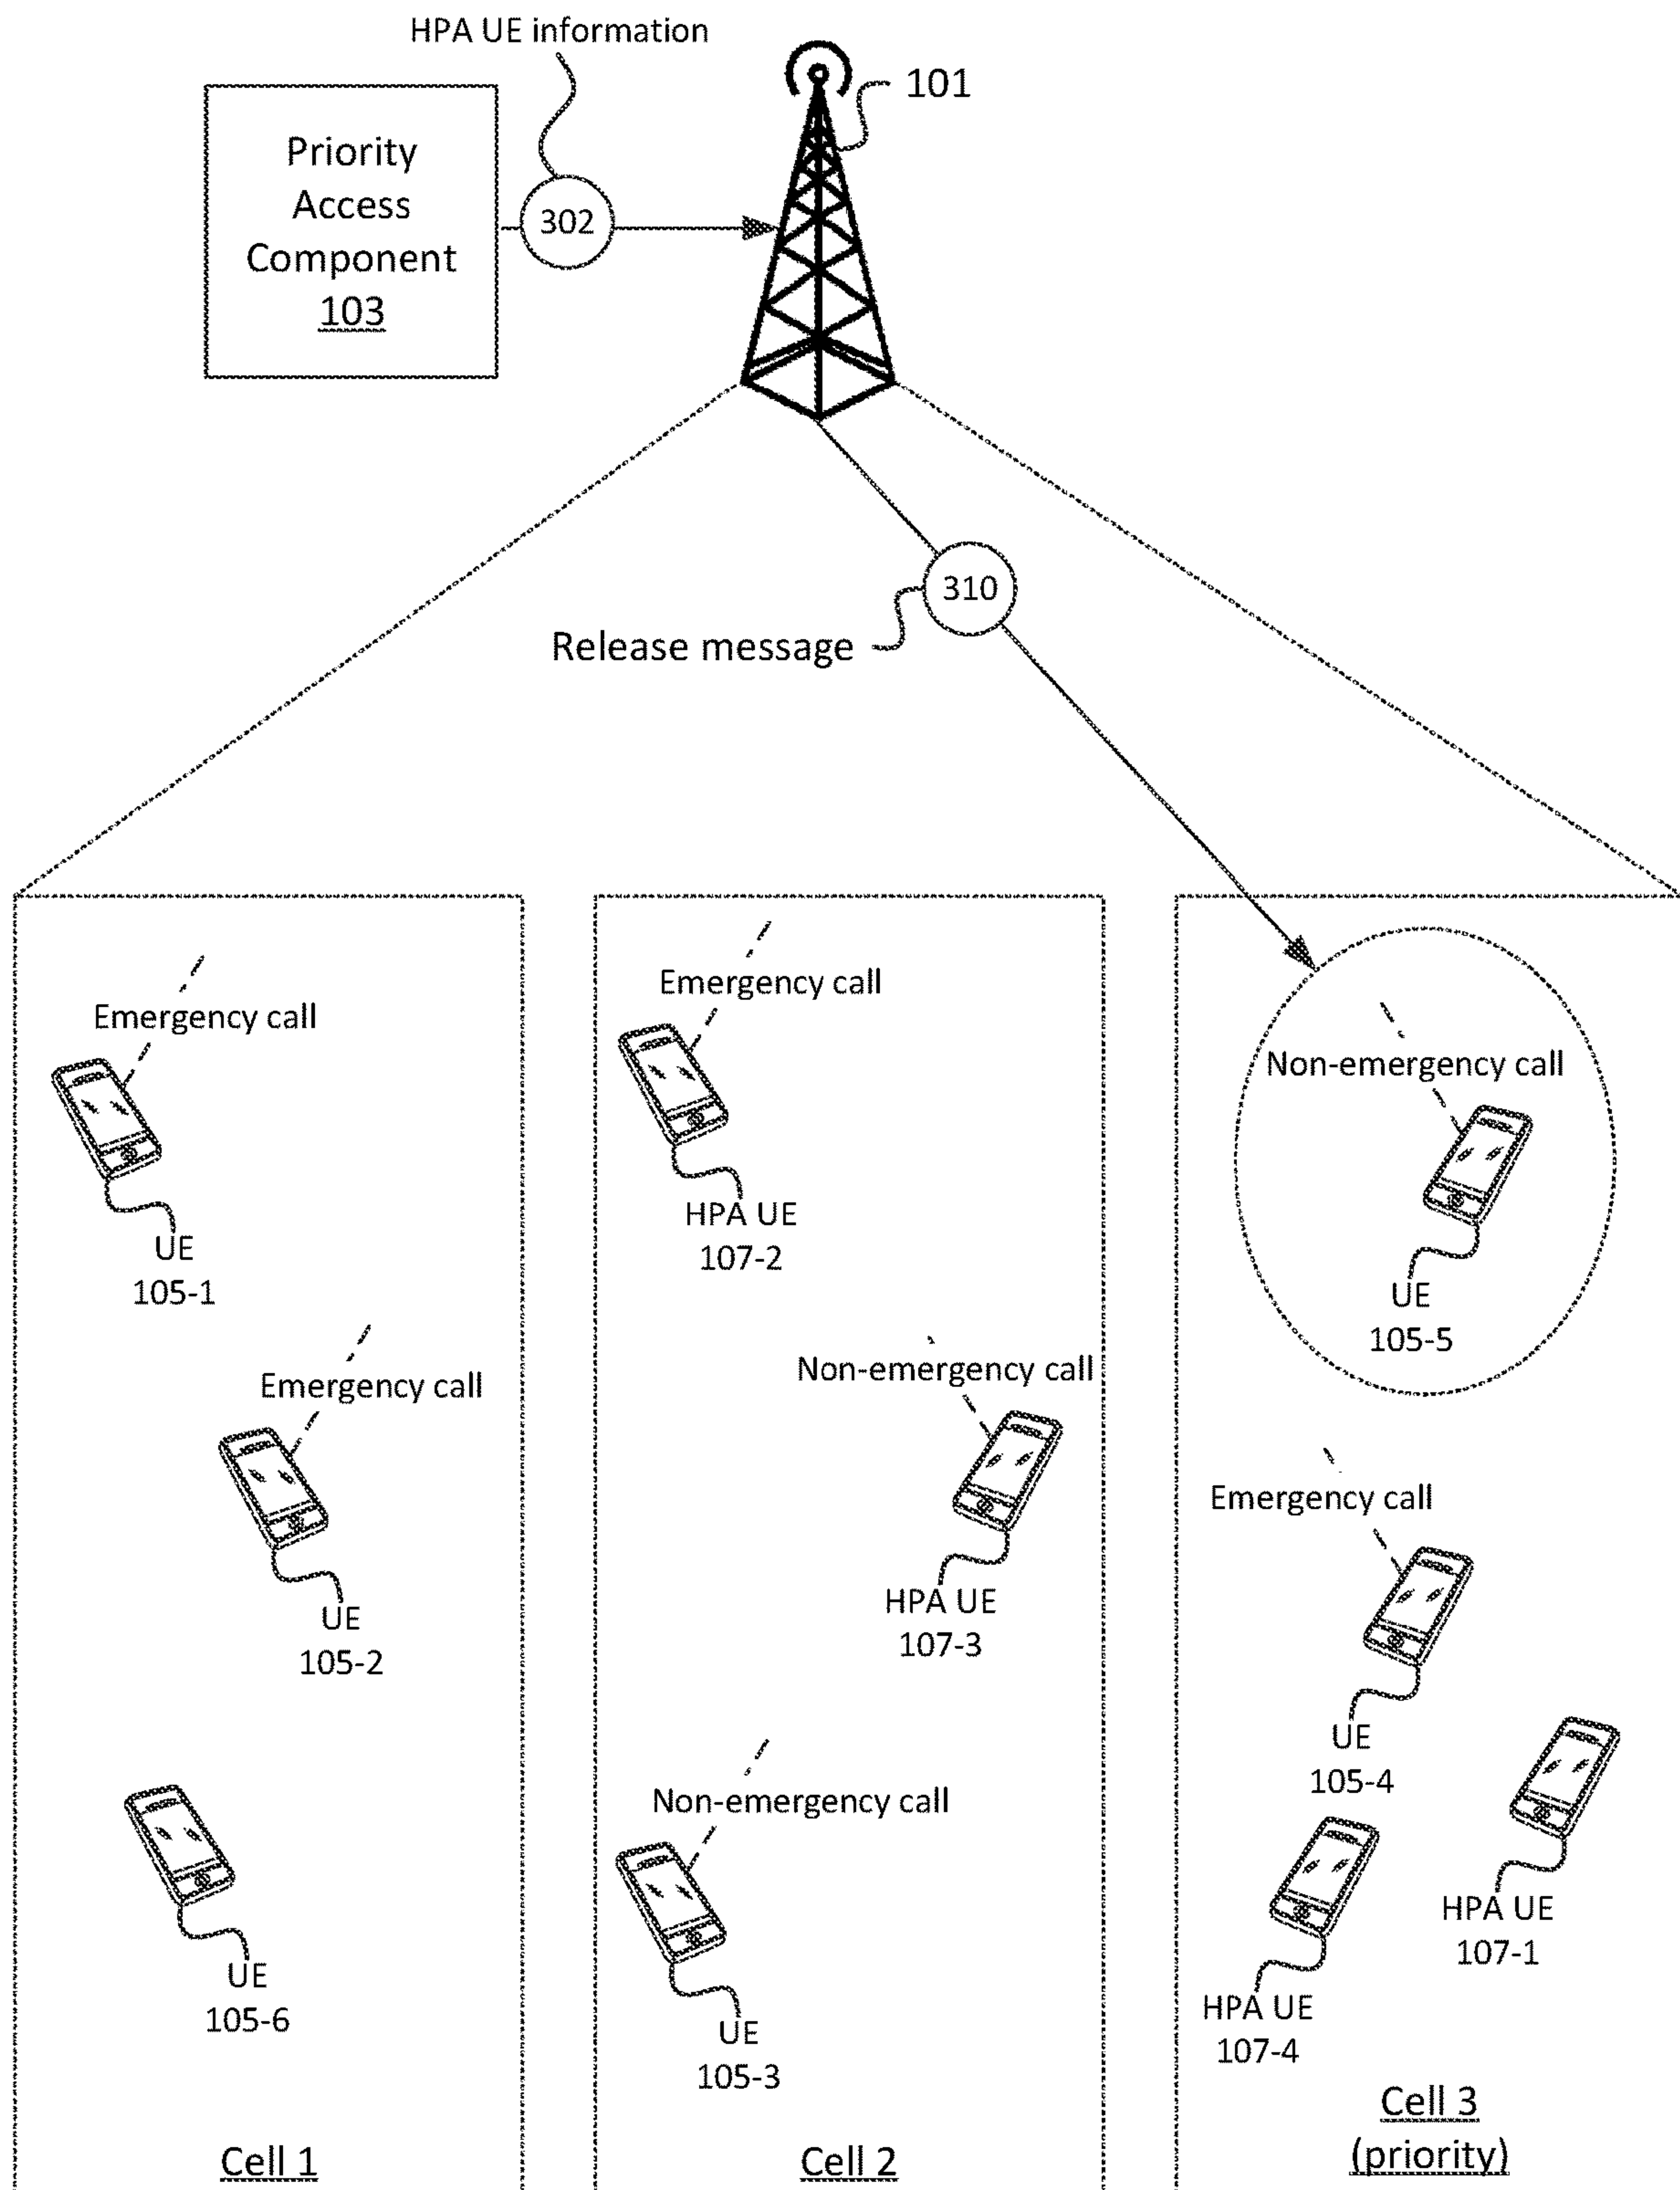 HPA UE information
101
Priority
Access
Component
103
302
310
Release message
Emergency call
UE
105-1
Emergency call
UE
105-2
UE
105-6
Cell 1
Emergency call
HPA UE
107-2
Non-emergency call
HPA UE
107-3
Non-emergency call
UE
105-3
Cell 2
Non-emergency call
UE
105-5
Emergency call
UE
105-4
HPA UE
107-1
HPA UE
107-4
Cell 3
(priority)